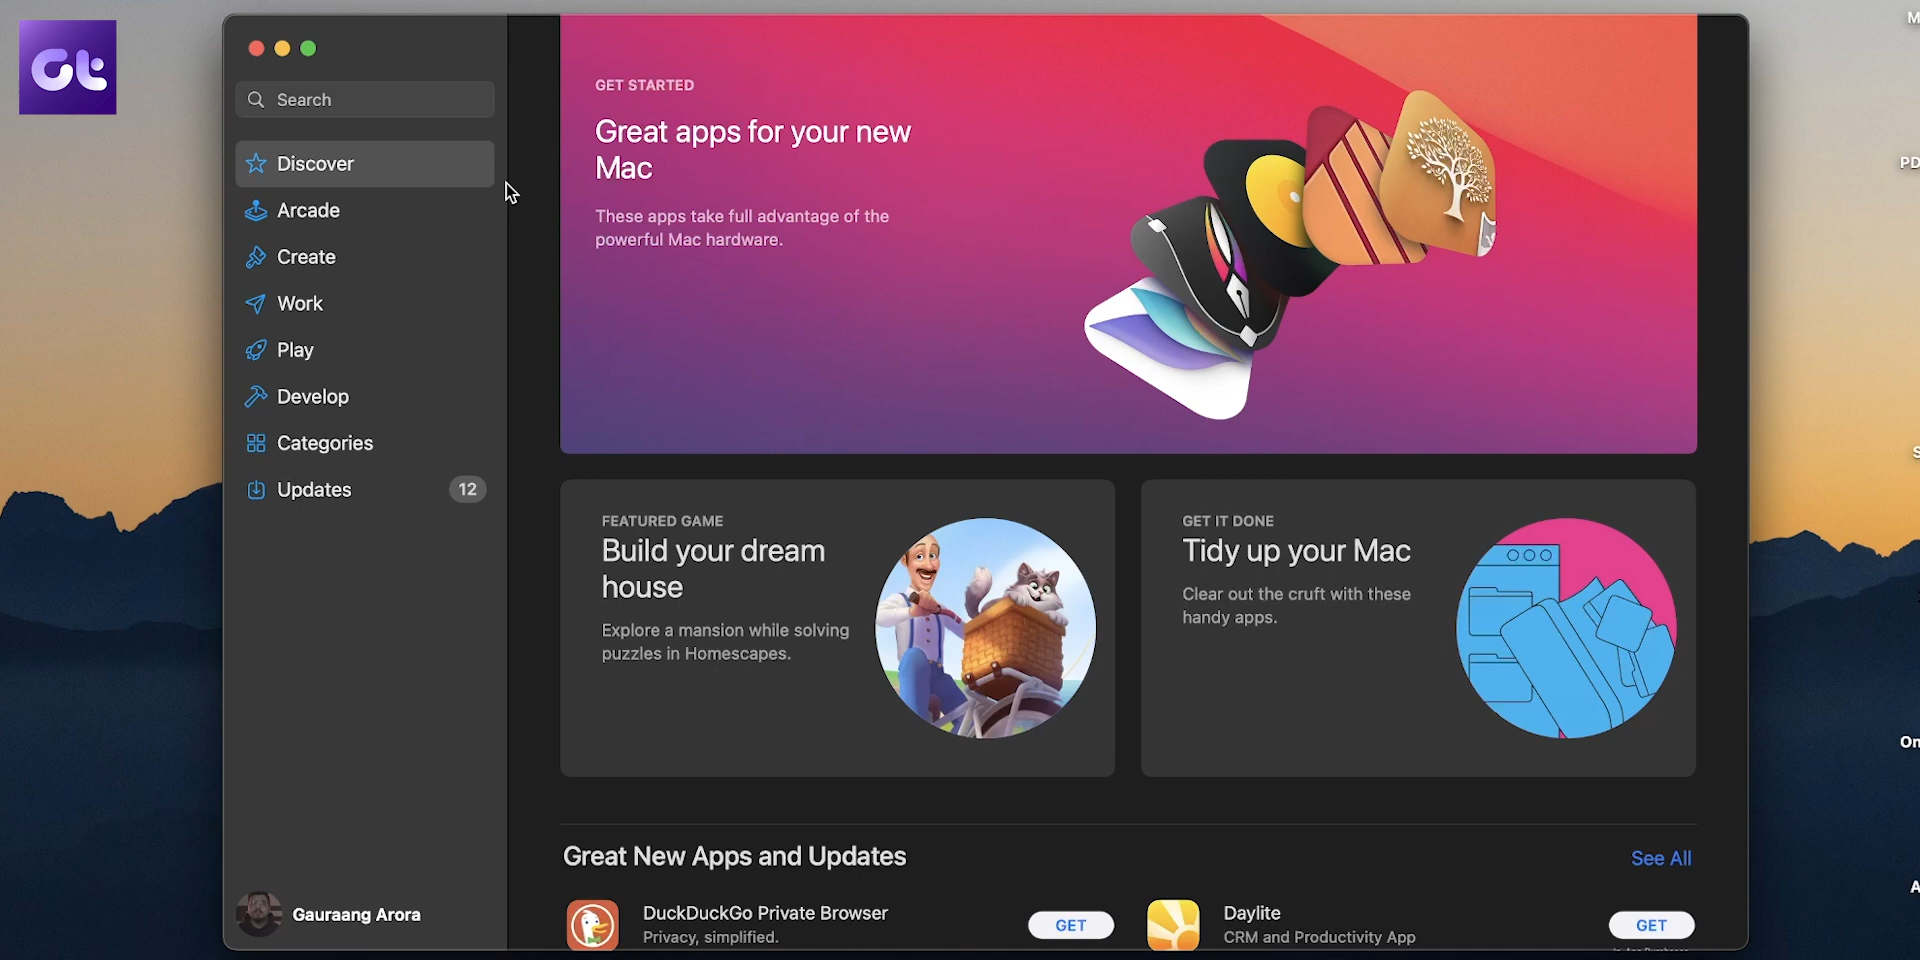 Gt
Search
Discover
Arcade
Create
Work
Play
Develop
Categories
Updates 12
Gauraang Arora
GET STARTED
Great apps for your new
Mac
These apps take full advantage of the
powerful Mac hardware.
FEATURED GAME
Build your dream
house
Explore a mansion while solving
puzzles in Homescapes.
GET IT DONE
Tidy up your Mac
Clear out the cruft with these
handy apps.
Great New Apps and Updates
See All
DuckDuckGo Private Browser
Privacy, simplified.
GET
Daylite
CRM and Productivity App
GET
M
PD
S
On
A